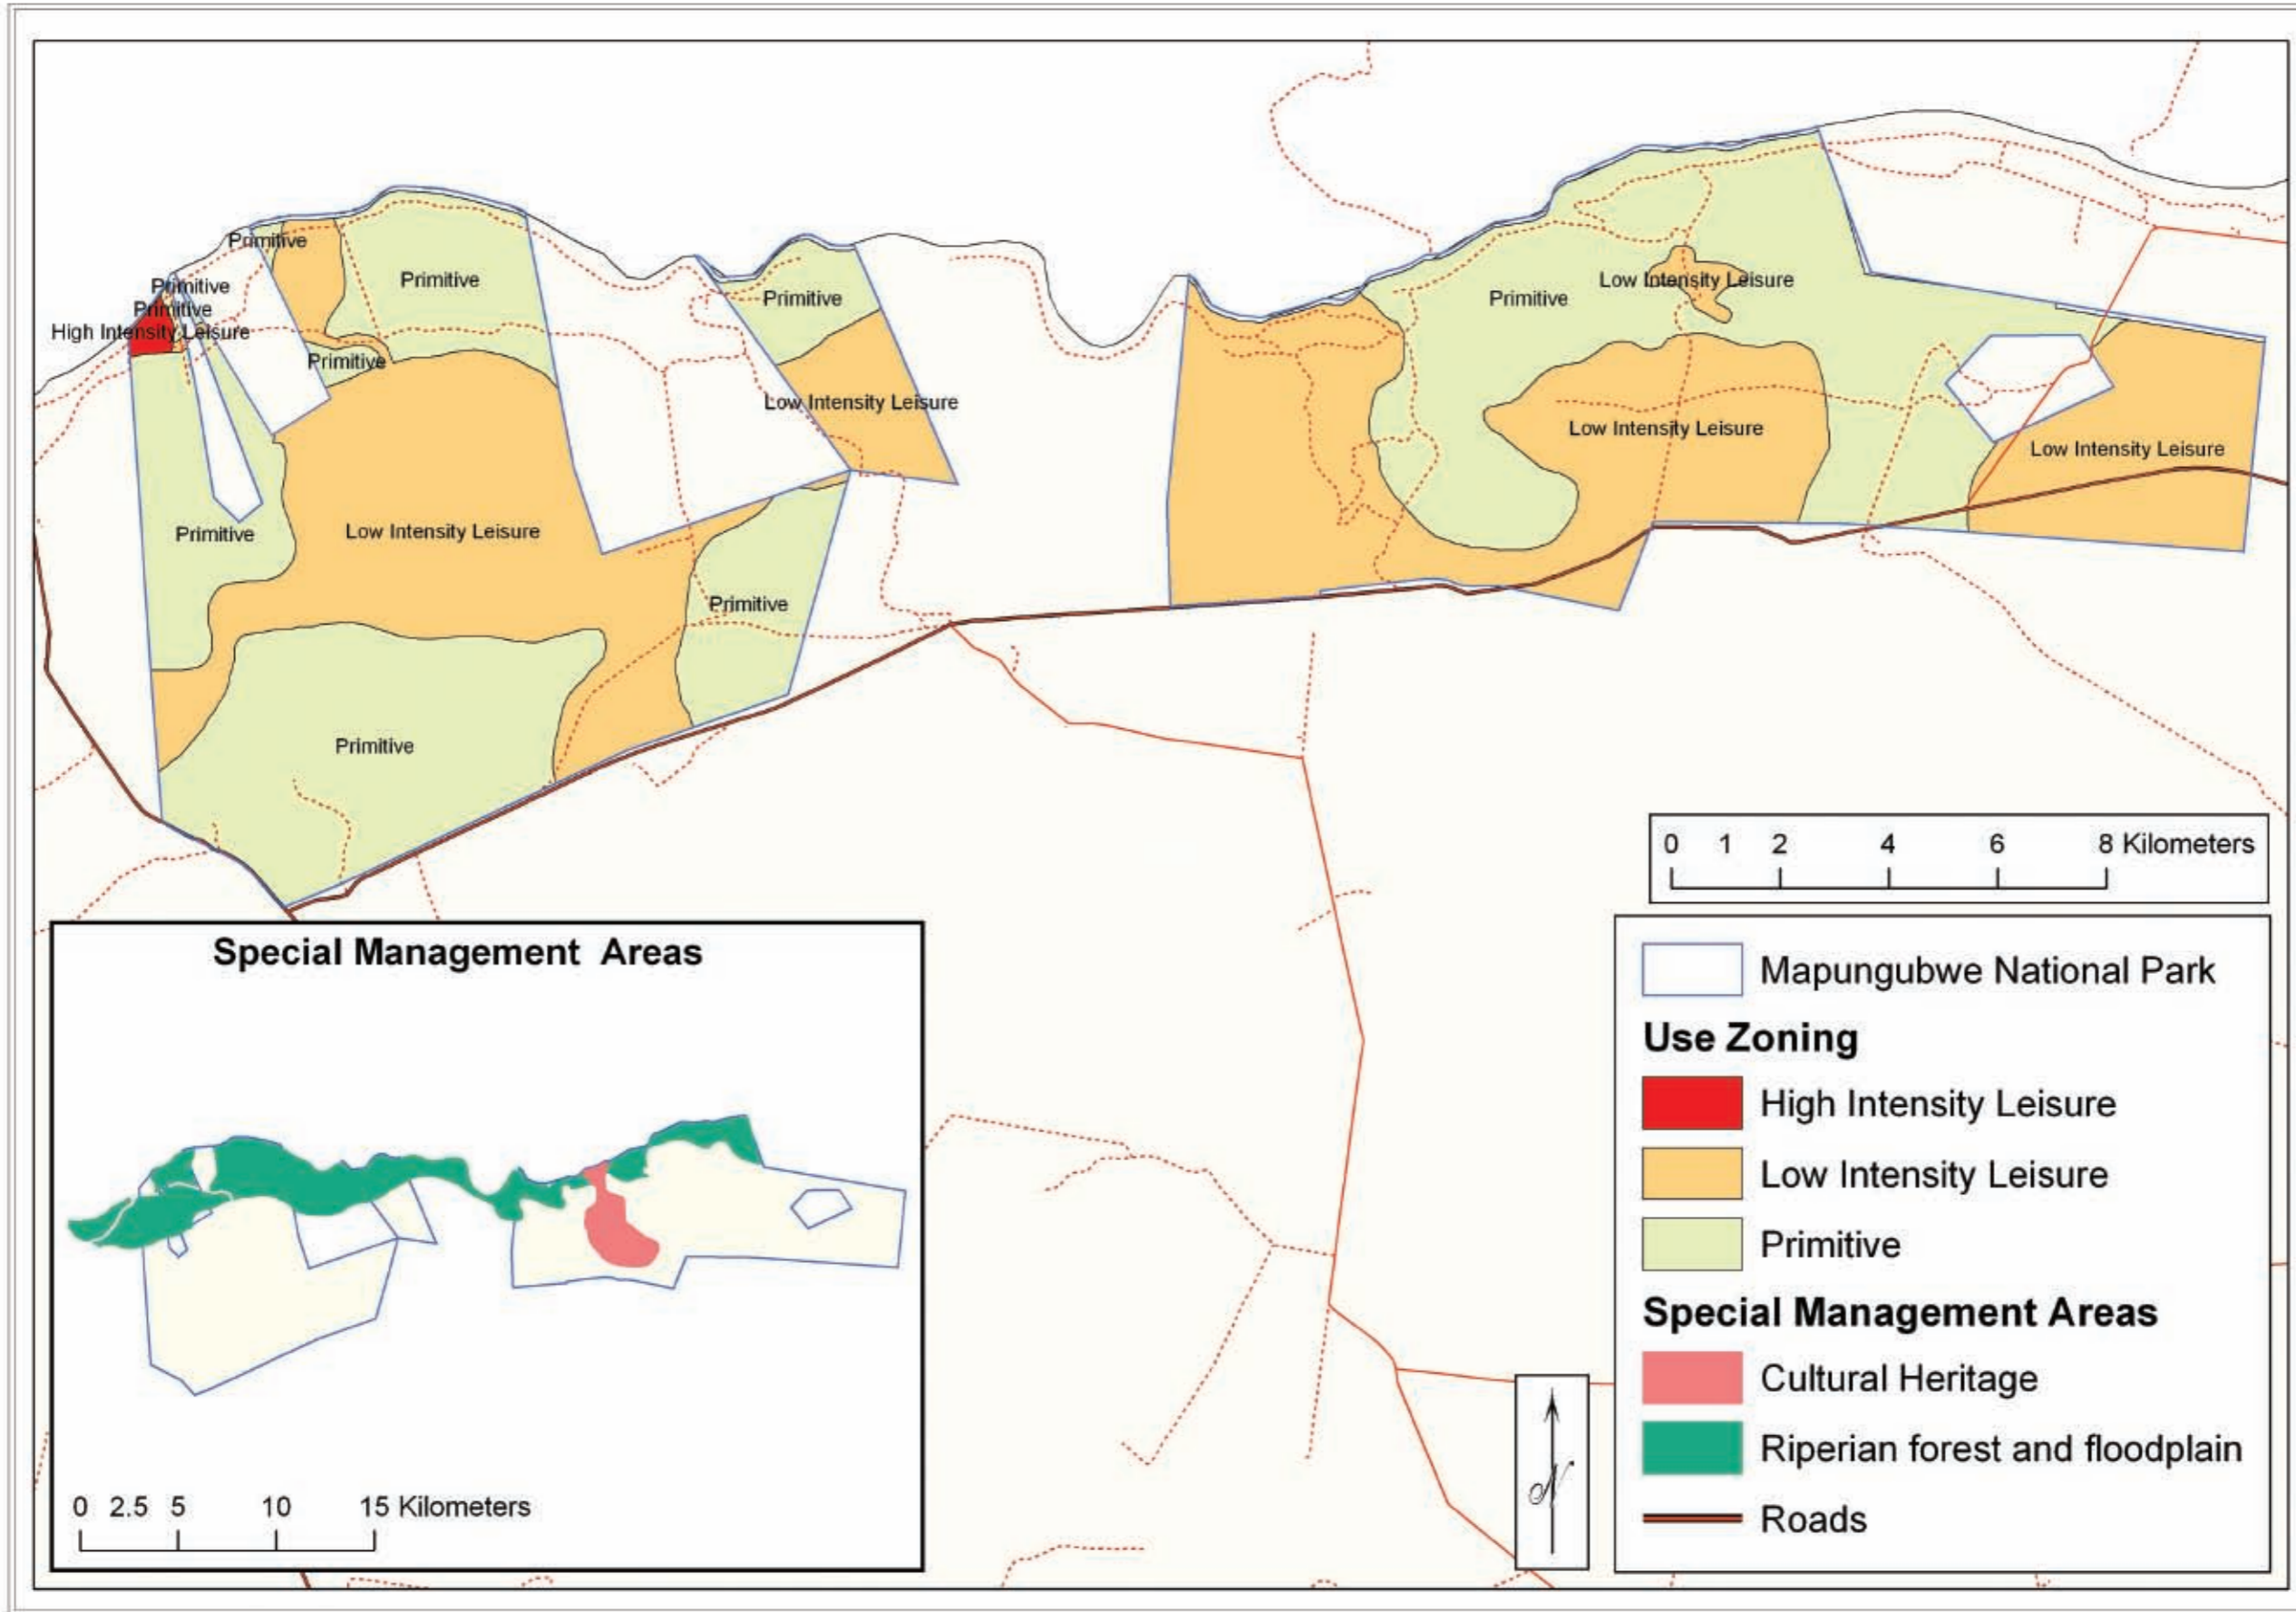 Primitive
Primitive
Primitive
High Intensity Leisure
Primitive
Primitive
Primitive
Low Intensity Leisure
Primitive
Low Intensity Leisure
Primitive
Primitive
Primitive
Low Intensity Leisure
Primitive
Low Intensity Leisure
Low Intensity Leisure
Low Intensity Leisure
0 1 2 4 6 8 Kilometers
Special Management Areas
0 2.5 5 10 15 Kilometers
N
Mapungubwe National Park
Use Zoning
High Intensity Leisure
Low Intensity Leisure
Primitive
Special Management Areas
Cultural Heritage
Riperian forest and floodplain
Roads